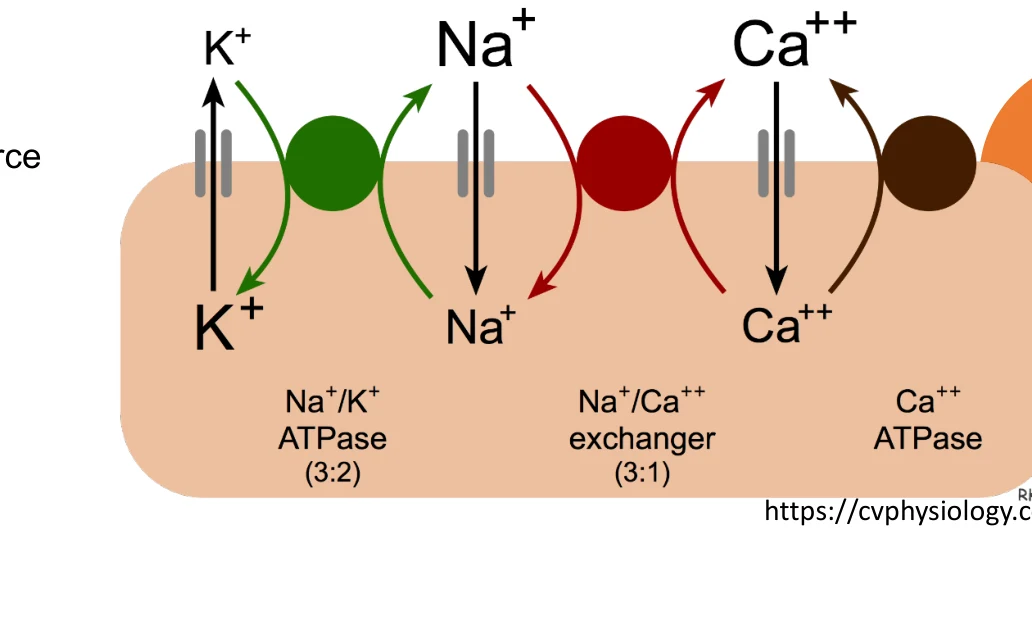 K⁺ Na⁺ Ca⁺⁺
rce
K⁺ Na⁺ Ca⁺⁺
Na⁺/K⁺ Na⁺/Ca⁺⁺ Ca⁺⁺
ATPase exchanger ATPase
(3:2) (3:1)
https://cvphysiology.c